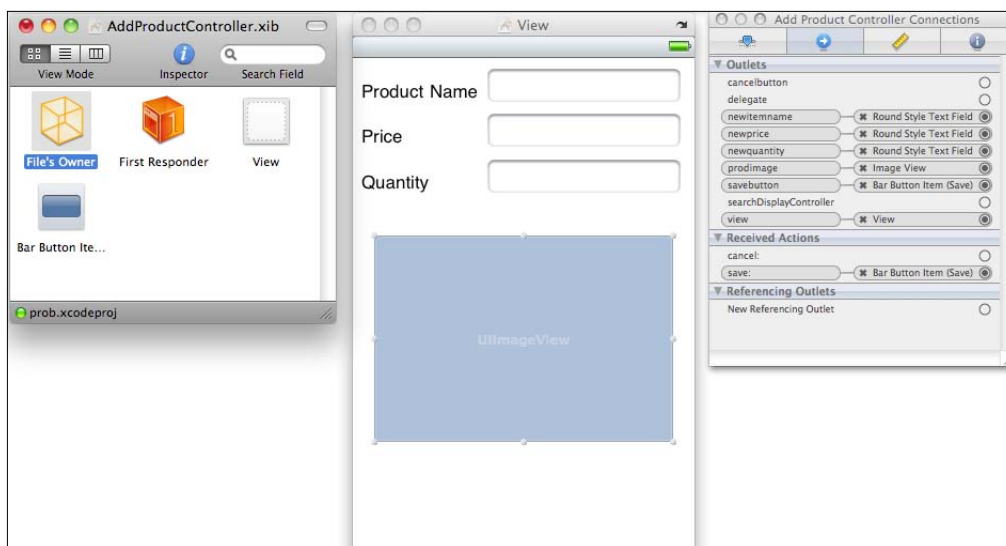 AddProductController.xib
View Mode
Inspector
Search Field
File's Owner
First Responder
View
Bar Button Ite...
prob.xcodeproj
View
Product Name
Price
Quantity
UIImageView
Add Product Controller Connections
Outlets
cancelbutton
delegate
newitemname Round Style Text Field
newprice Round Style Text Field
newquantity Round Style Text Field
prodimage Image View
savebutton Bar Button Item (Save)
searchDisplayController
view View
Received Actions
cancel:
save: Bar Button Item (Save)
Referencing Outlets
New Referencing Outlet